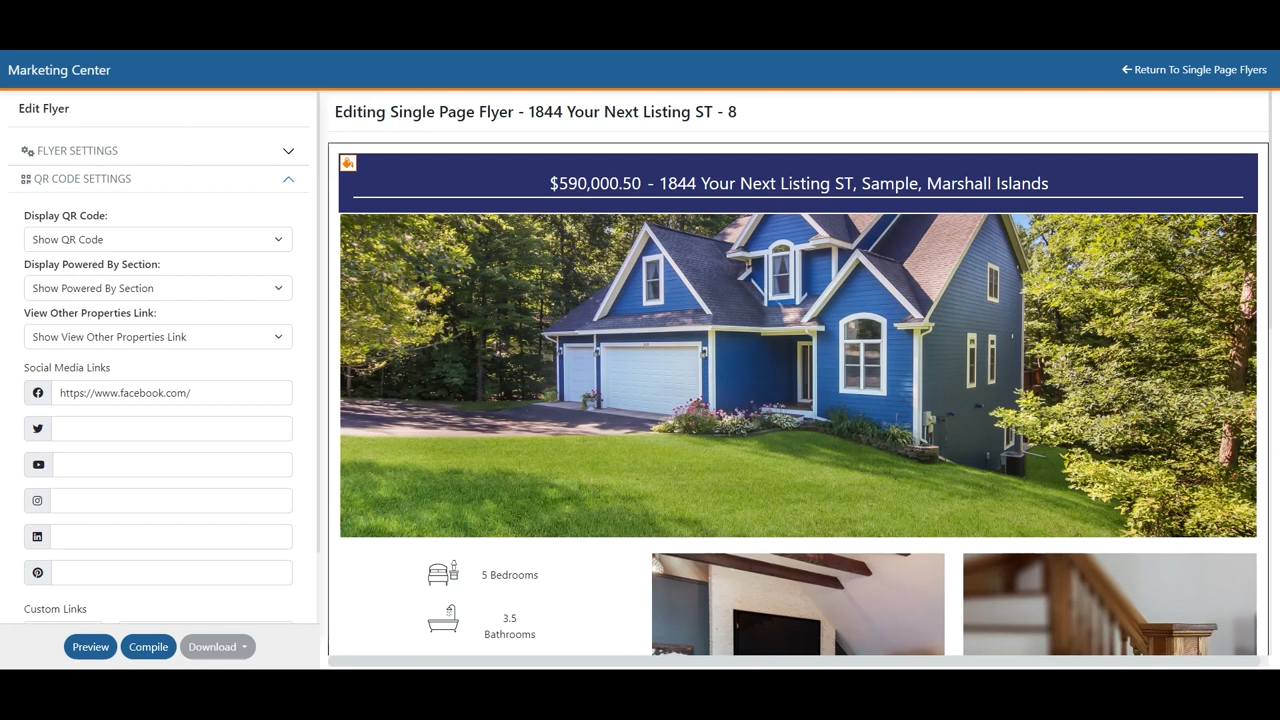 Marketing Center
Return To Single Page Flyers
Edit Flyer
Editing Single Page Flyer - 1844 Your Next Listing ST - 8
FLYER SETTINGS
QR CODE SETTINGS
$590,000.50 - 1844 Your Next Listing ST, Sample, Marshall Islands
Display QR Code:
Show QR Code
Display Powered By Section:
Show Powered By Section
View Other Properties Link:
Show View Other Properties Link
Social Media Links
https://www.facebook.com/
Custom Links
5 Bedrooms
3.5
Bathrooms
Preview
Compile
Download